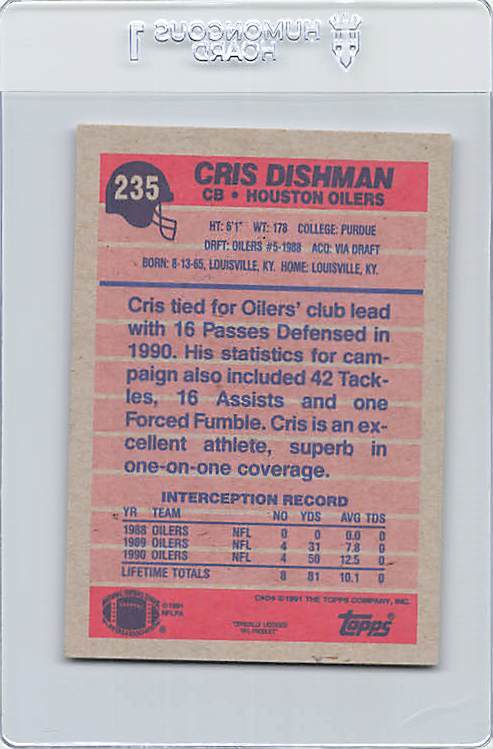 HUMONGOUS
HOARD
235
CRIS DISHMAN
CB • HOUSTON OILERS
HT: 6'1" WT: 178 COLLEGE: PURDUE
DRFT: OILERS #5-1988 ACQ: VIA DRAFT
BORN: 8-13-65, LOUISVILLE, KY. HOME: LOUISVILLE, KY.
Cris tied for Oilers' club lead
with 16 Passes Defensed in
1990. His statistics for cam-
paign also included 42 Tack-
les, 16 Assists and one
Forced Fumble. Cris is an ex-
cellent athlete, superb in
one-on-one coverage.
INTERCEPTION RECORD
YR TEAM NO YDS AVG TDS
1988 OILERS NFL 0 0 0.0 0
1989 OILERS NFL 4 31 7.8 0
1990 OILERS NFL 4 50 12.5 0
LIFETIME TOTALS 8 81 10.1 0
©1991 THE TOPPS COMPANY, INC.
©1991
NFLPA
OFFICIALLY LICENSED
NFL PRODUCT
topps®